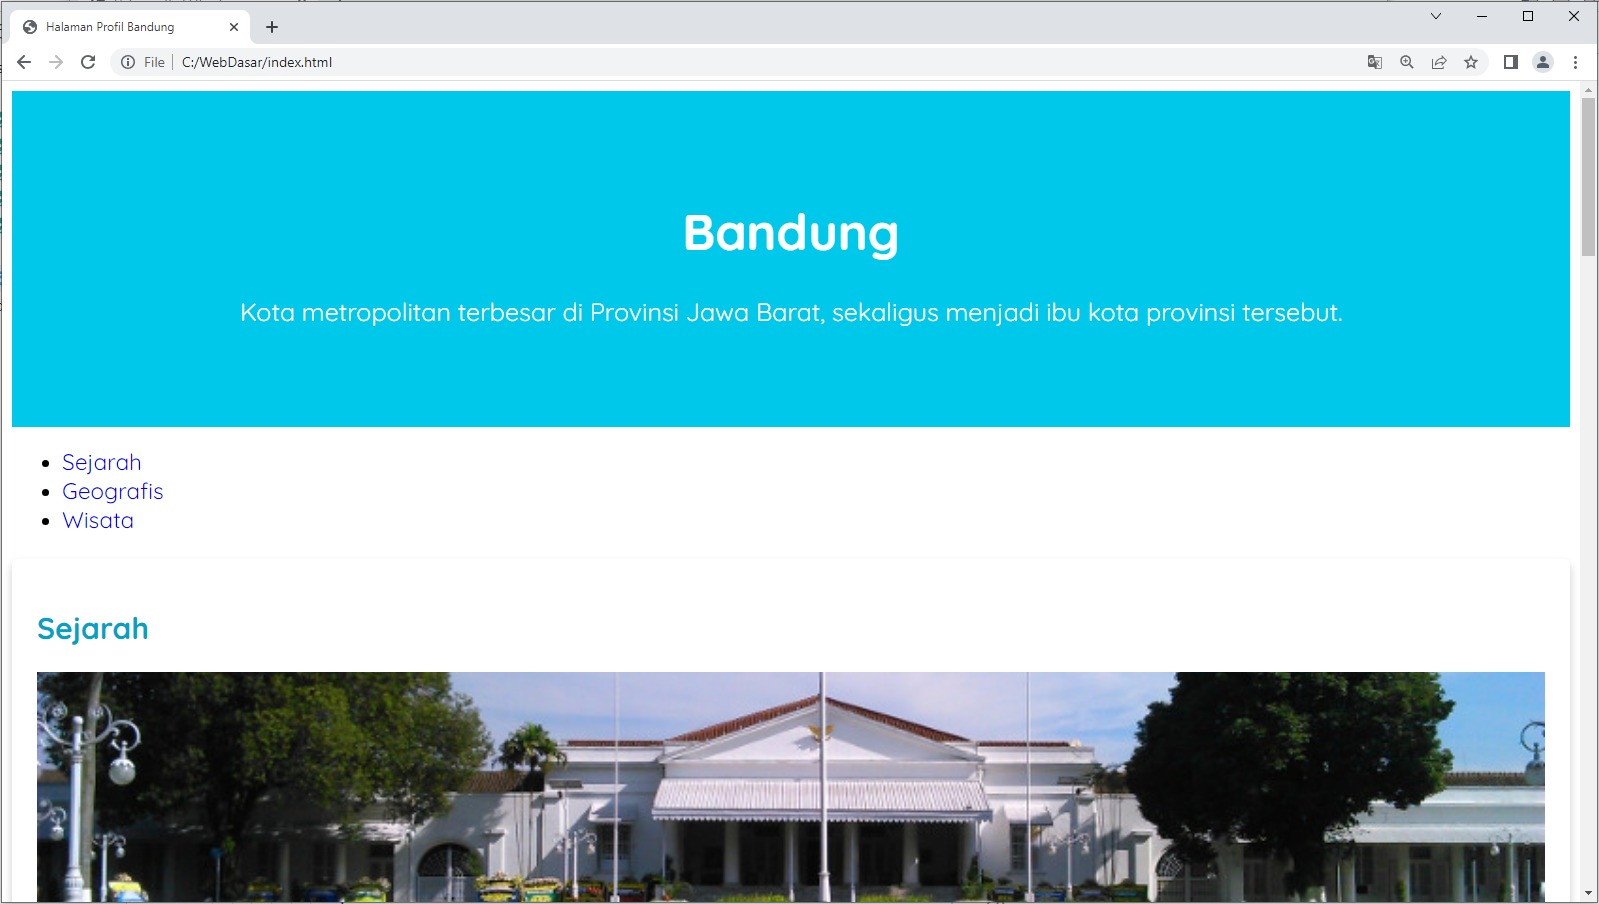 Halaman Profil Bandung
File
C:/WebDasar/index.html
Bandung
Kota metropolitan terbesar di Provinsi Jawa Barat, sekaligus menjadi ibu kota provinsi tersebut.
Sejarah
Geografis
Wisata
Sejarah